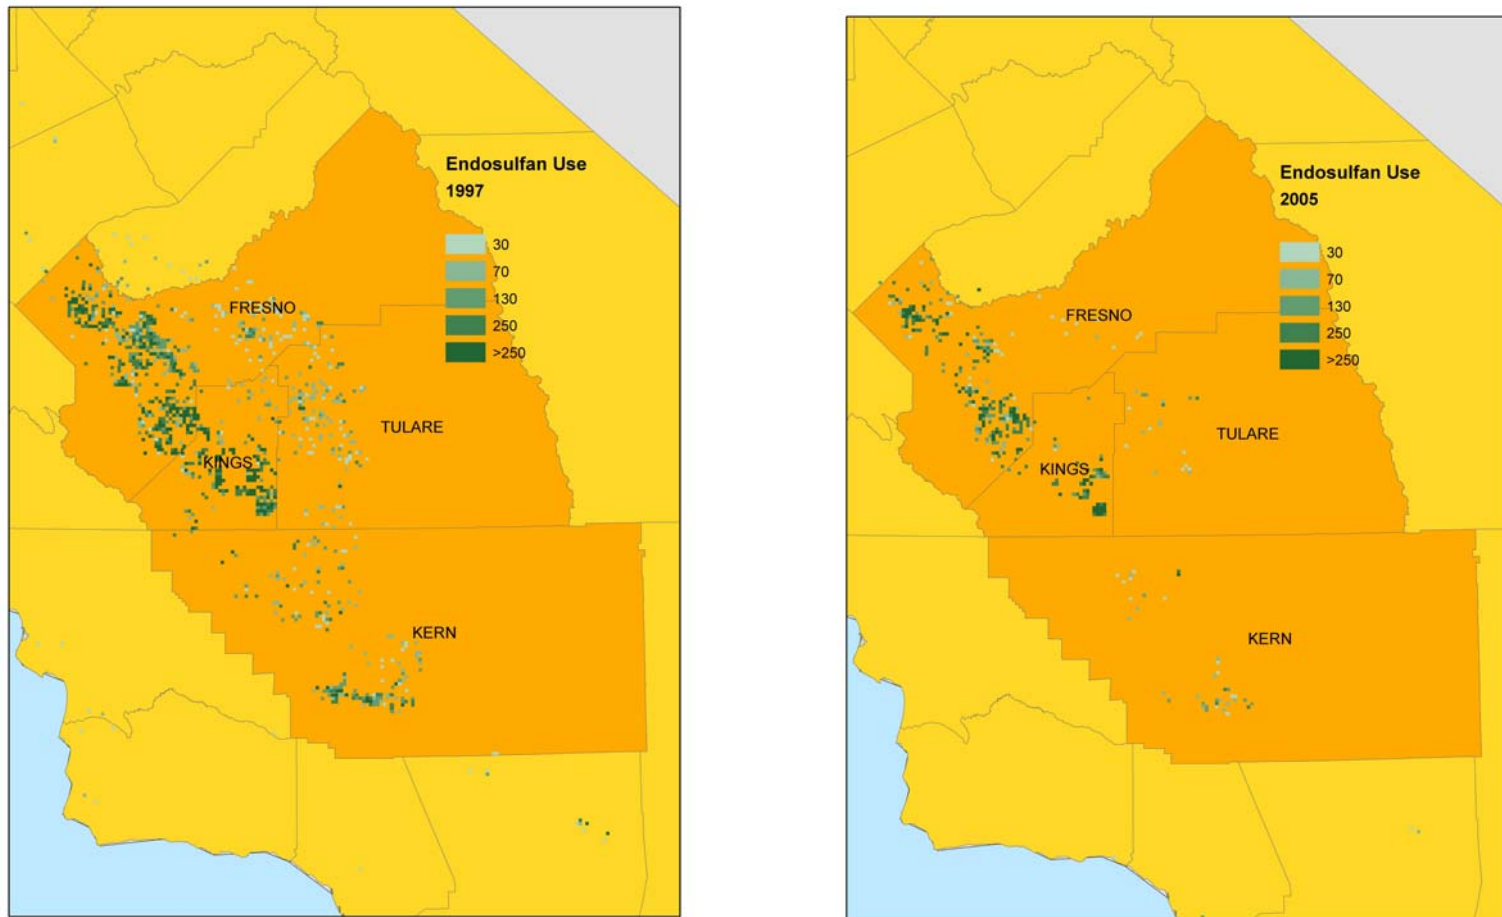 Endosulfan Use
1997
30
70
130
250
>250
FRESNO
TULARE
KINGS
KERN
Endosulfan Use
2005
30
70
130
250
>250
FRESNO
TULARE
KINGS
KERN